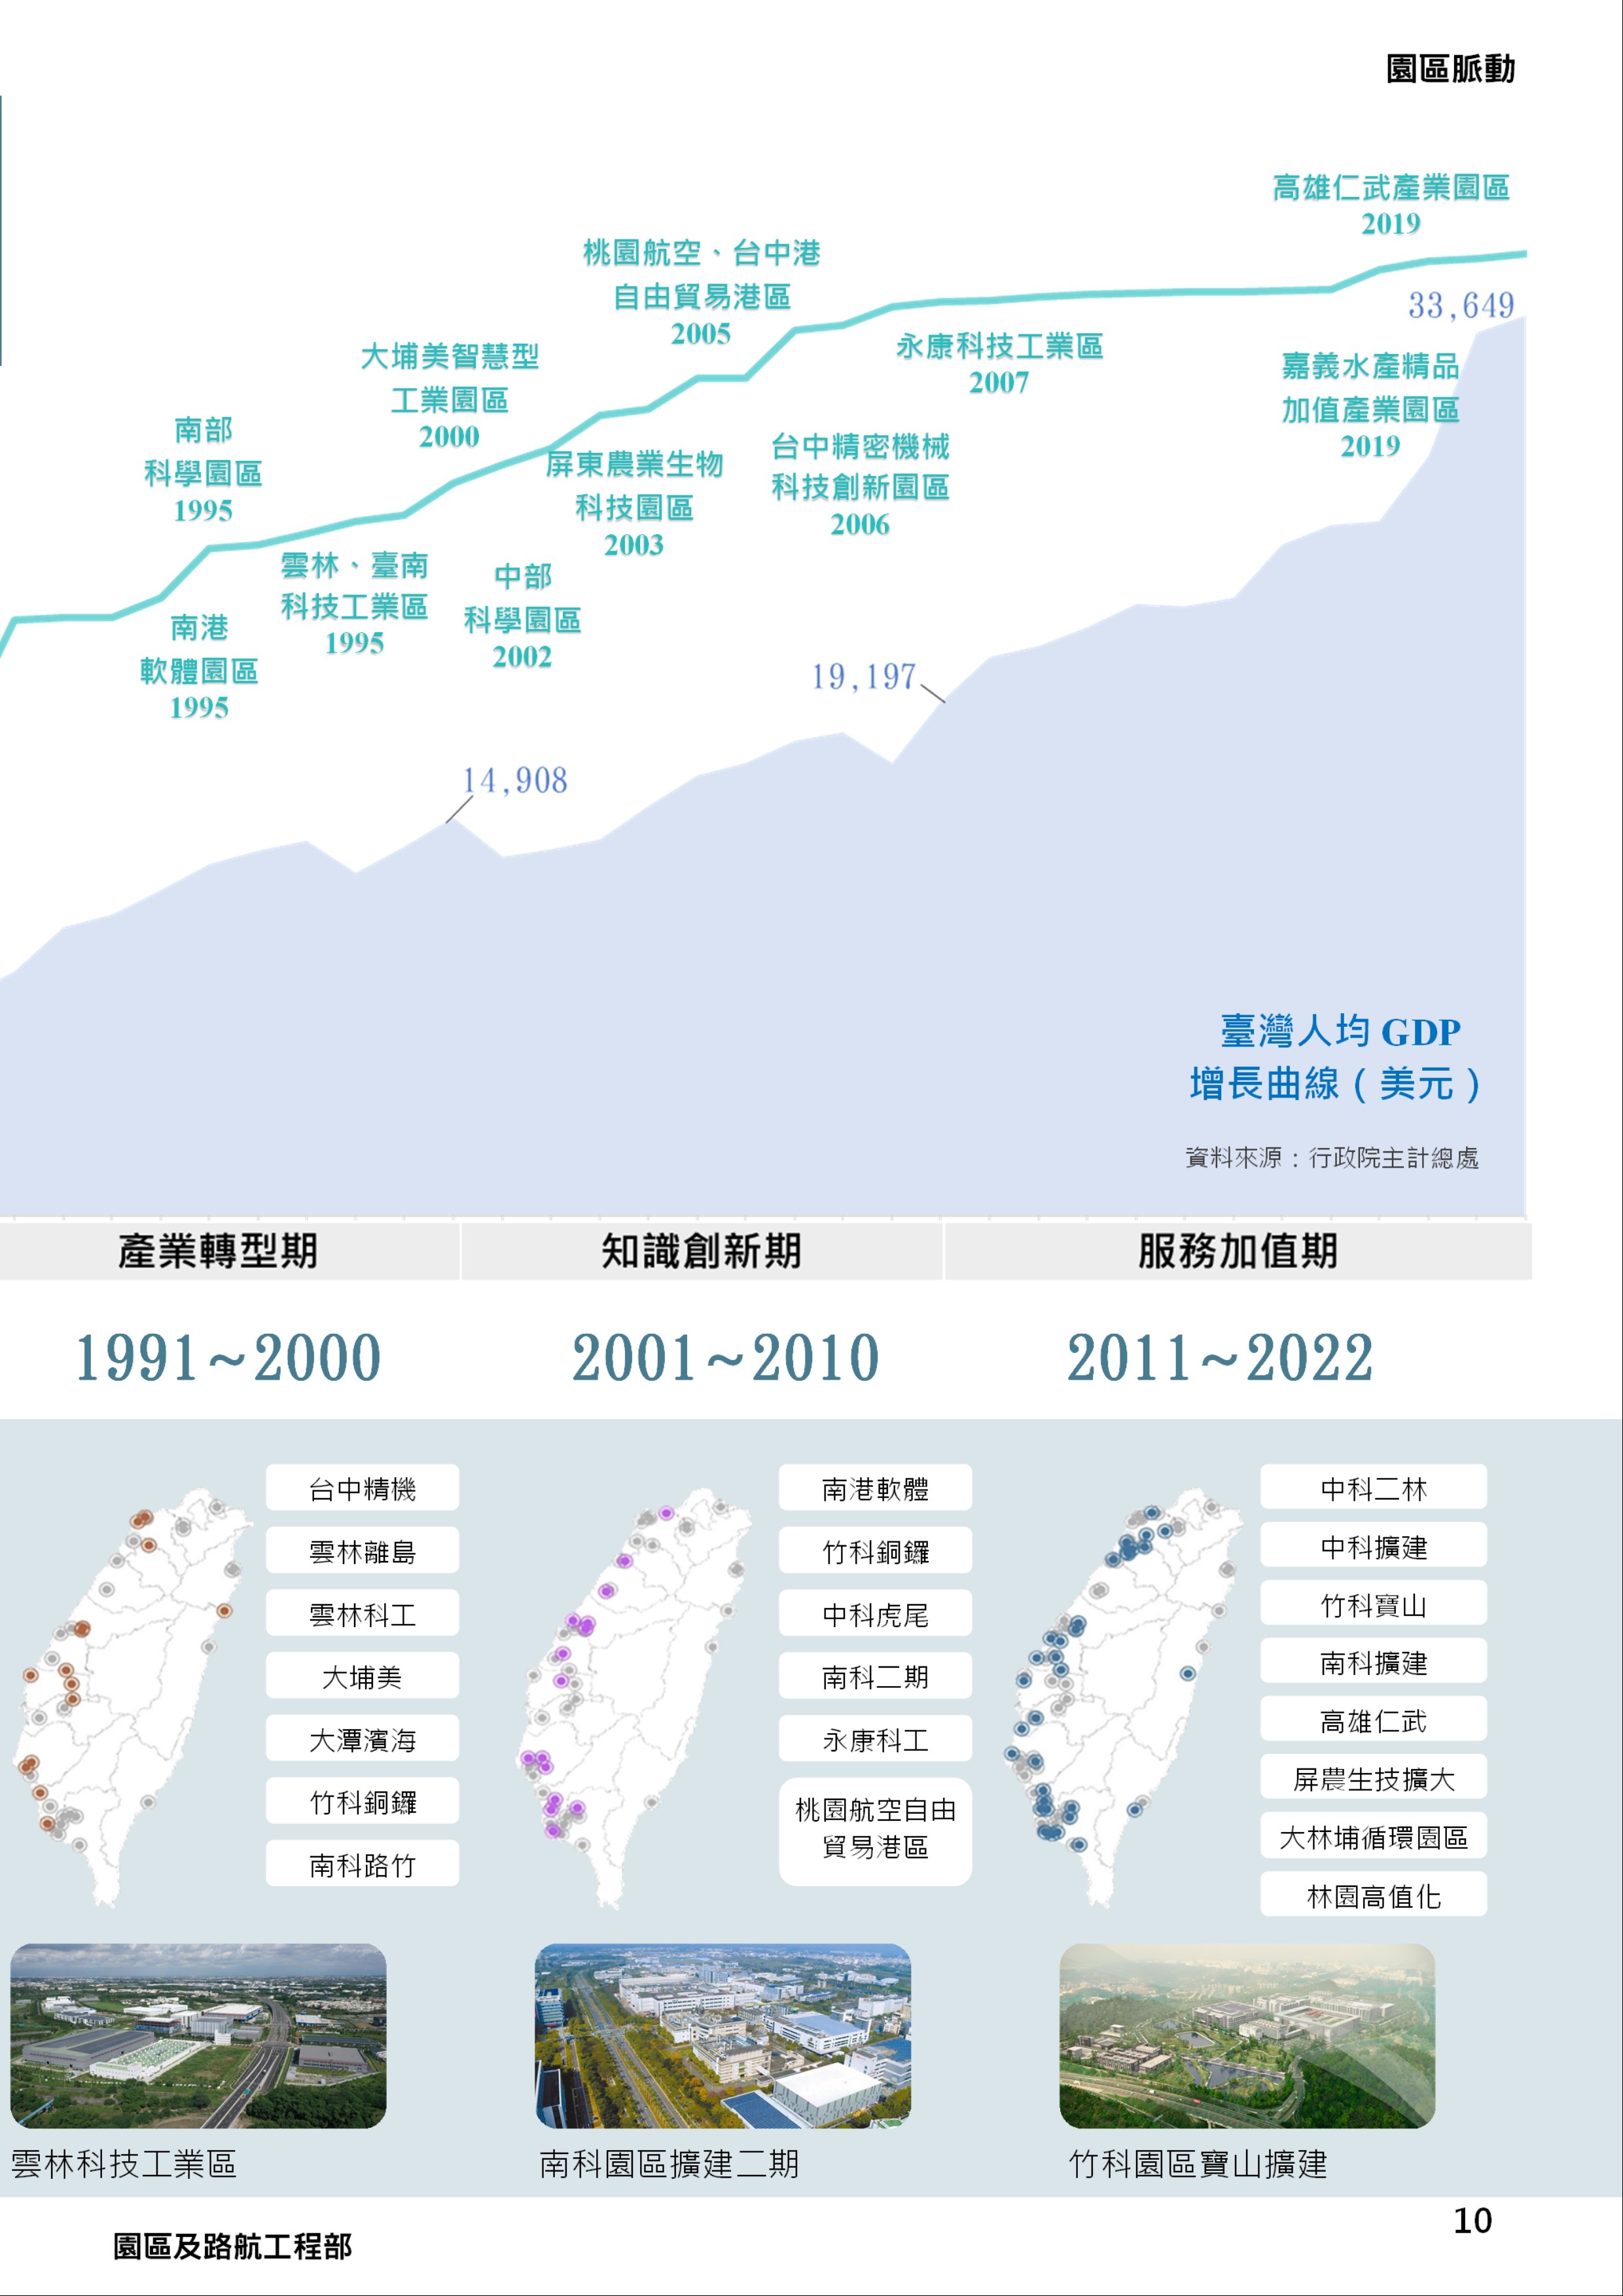 園區脈動
高雄仁武產業園區
2019
桃園航空、台中港
自由貿易港區
2005
33,649
大埔美智慧型
工業園區
2000
永康科技工業區
2007
嘉義水產精品
加值產業園區
2019
南部
科學園區
1995
屏東農業生物
科技園區
2003
台中精密機械
科技創新園區
2006
雲林、臺南
科技工業區
1995
中部
科學園區
2002
南港
軟體園區
1995
19,197
14,908
臺灣人均 GDP
增長曲線（美元）
資料來源：行政院主計總處
產業轉型期
知識創新期
服務加值期
1991~2000
2001~2010
2011~2022
台中精機
雲林離島
雲林科工
大埔美
大潭濱海
竹科銅鑼
南科路竹
南港軟體
竹科銅鑼
中科虎尾
南科二期
永康科工
桃園航空自由
貿易港區
中科二林
中科擴建
竹科寶山
南科擴建
高雄仁武
屏農生技擴大
大林埔循環園區
林園高值化
雲林科技工業區
南科園區擴建二期
竹科園區寶山擴建
園區及路航工程部
10